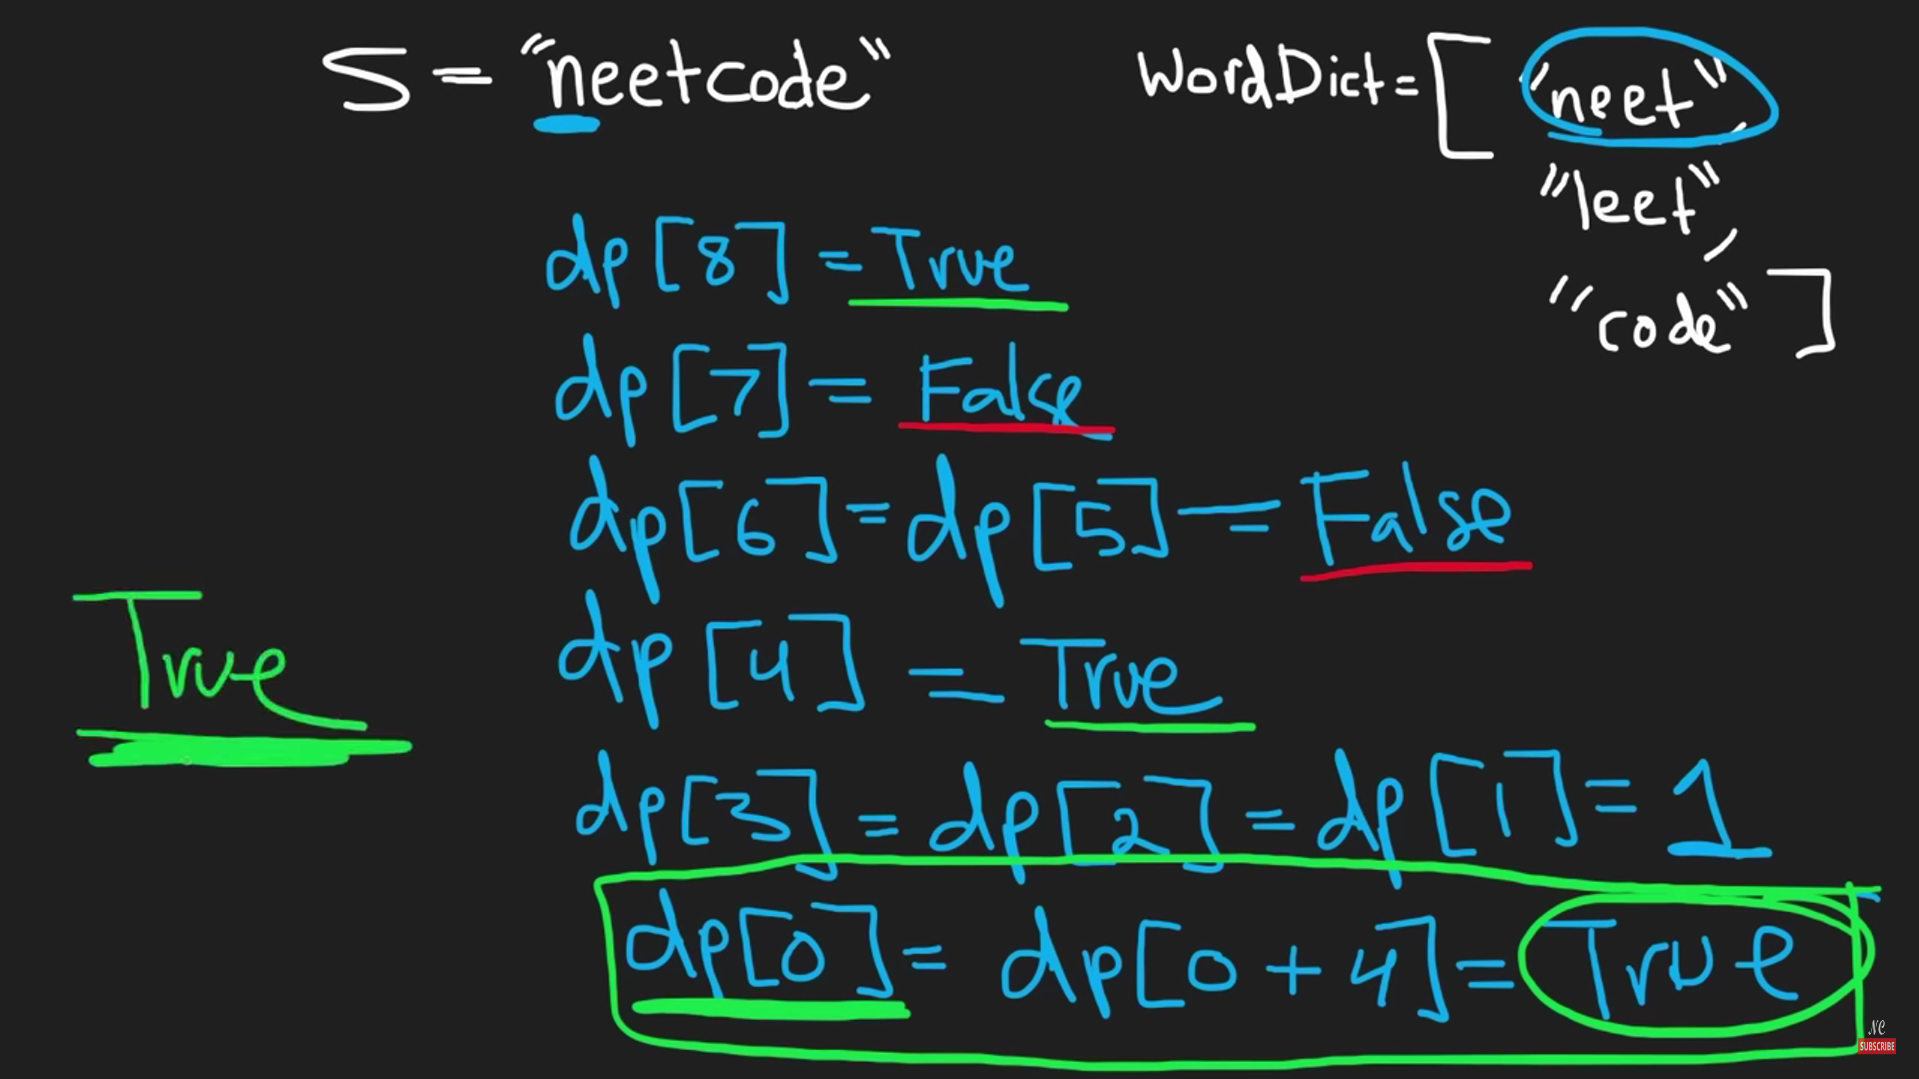 S = "neetcode"
WordDict = [ "neet",
"leet",
"code" ]
dp[8] = True
dp[7] = False
dp[6] = dp[5] = False
dp[4] = True
True
dp[3] = dp[2] = dp[1] = 1
dp[0] = dp[0+4] = True
NC
SUBSCRIBE